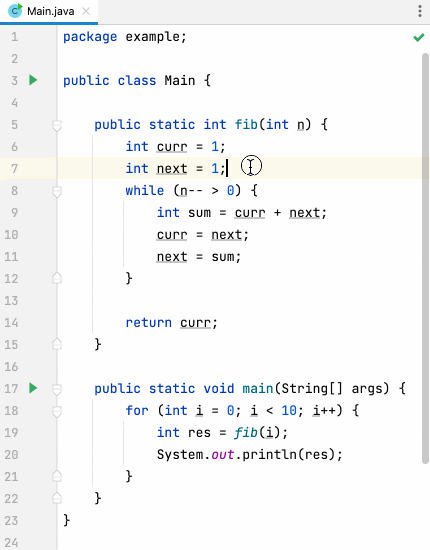 Main.java
1 package example;
2
3 public class Main {
4
5 public static int fib(int n) {
6 int curr = 1;
7 int next = 1;
8 while (n-- > 0) {
9 int sum = curr + next;
10 curr = next;
11 next = sum;
12 }
13
14 return curr;
15 }
16
17 public static void main(String[] args) {
18 for (int i = 0; i < 10; i++) {
19 int res = fib(i);
20 System.out.println(res);
21 }
22 }
23 }
24